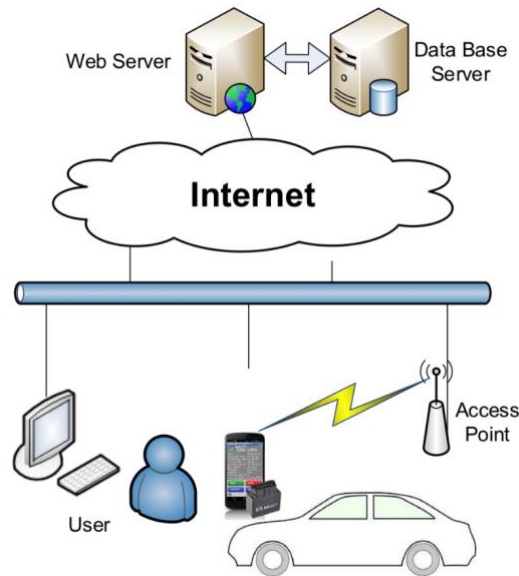 Web Server
Data Base
Server
Internet
Access
Point
User